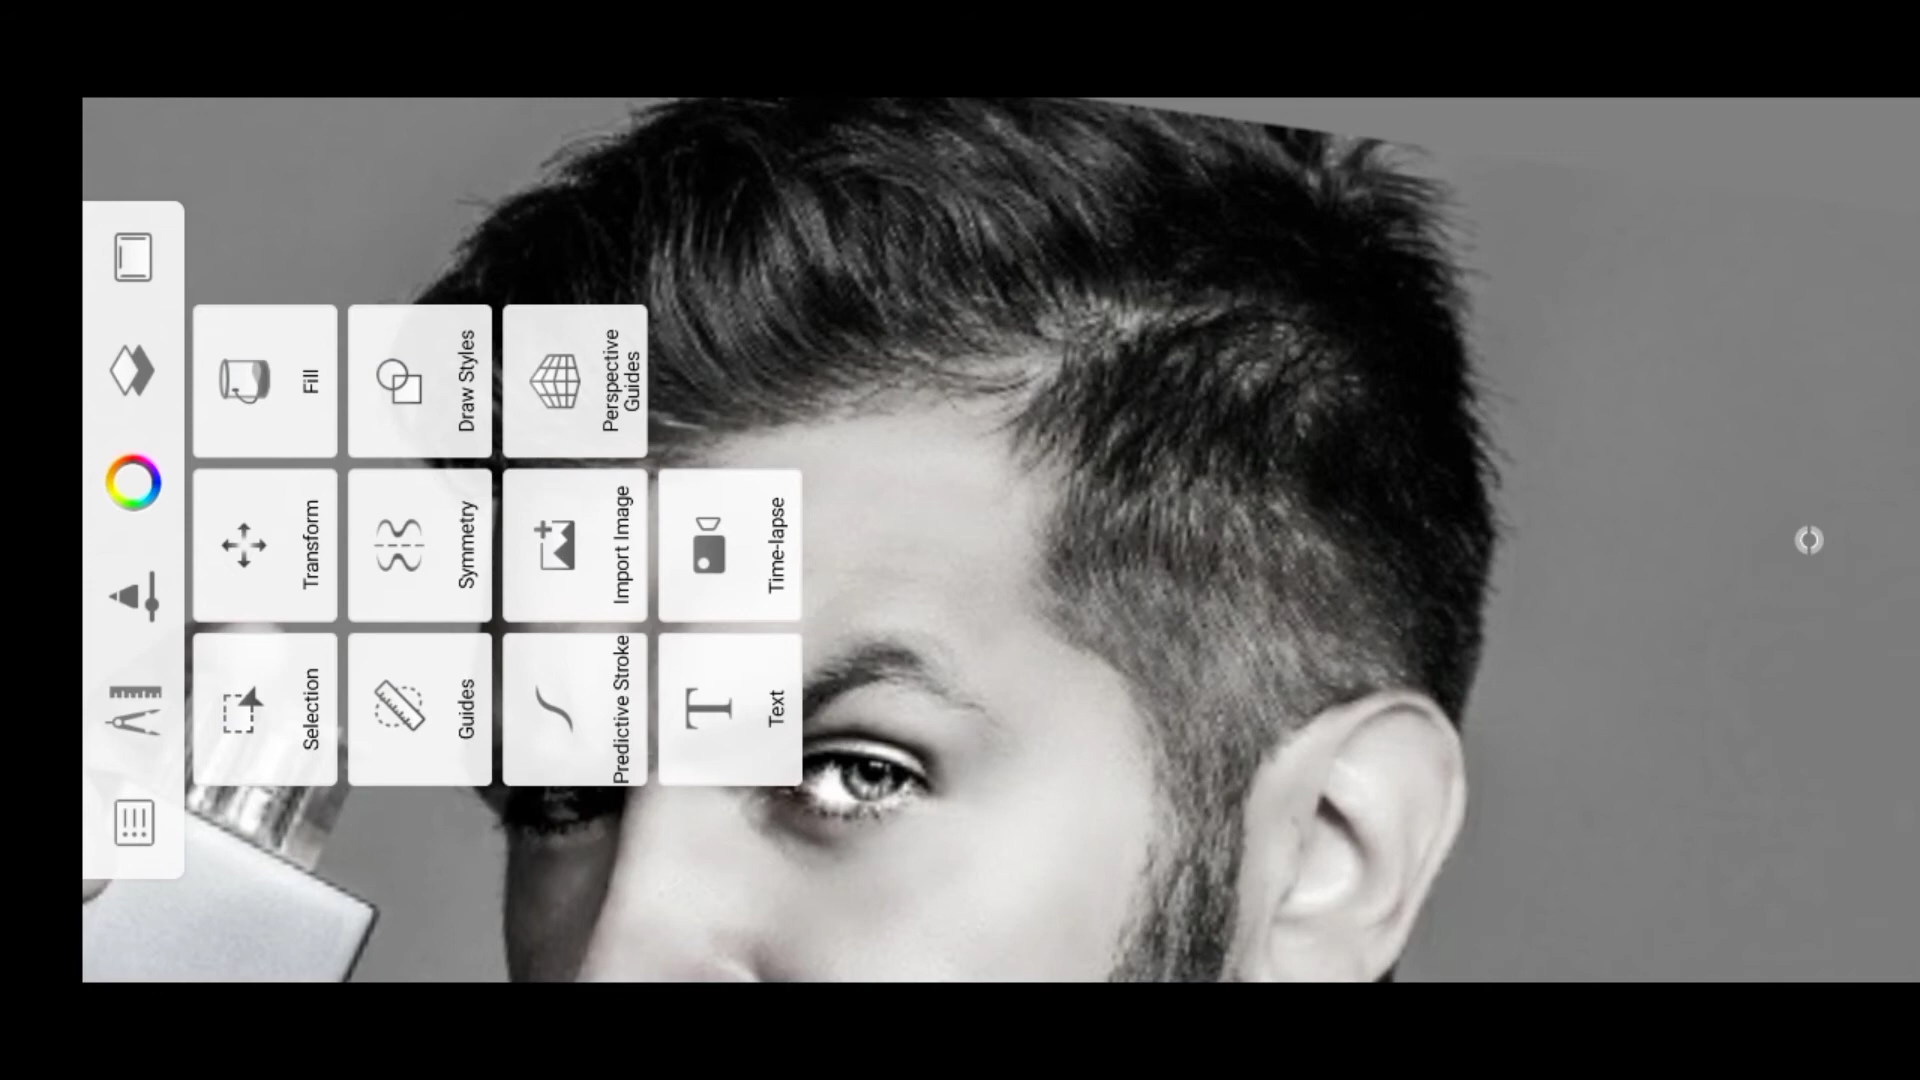 Selection
Transform
Fill
Guides
Symmetry
Draw Styles
Predictive Stroke
Import Image
Perspective
Guides
Text
Time-lapse